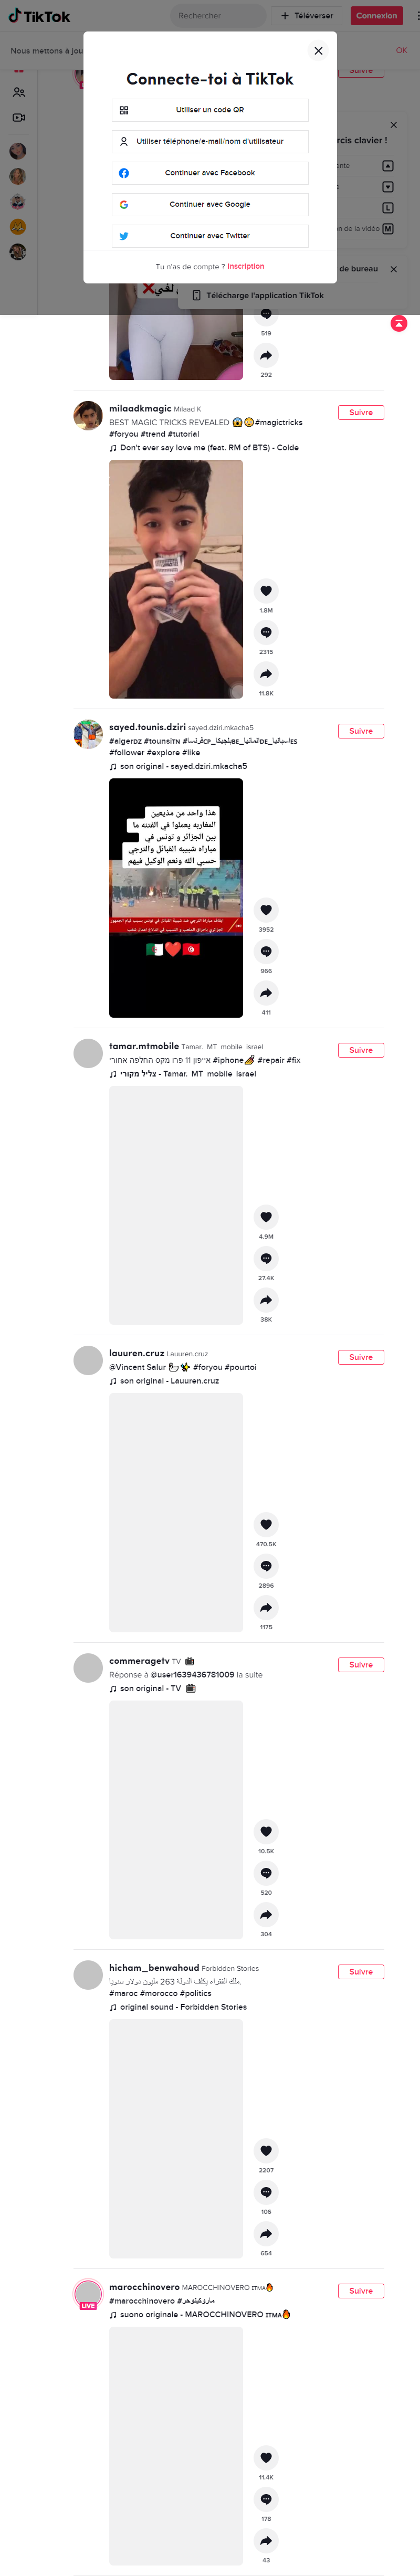 TikTok
Rechercher
Téléverser
Connexion
Nous mettons à jou
OK
Connecte-toi à TikTok
Utiliser un code QR
Utiliser téléphone/e-mail/nom d'utilisateur
Continuer avec Facebook
Continuer avec Google
Continuer avec Twitter
Tu n'as de compte ? Inscription
Suivre
rcis clavier !
L
on de la vidéo M
de bureau
Télécharge l'application TikTok
519
292
milaadkmagic Milaad K
Suivre
BEST MAGIC TRICKS REVEALED 😱😳#magictricks
#foryou #trend #tutorial
Don't ever say love me (feat. RM of BTS) - Colde
1.8M
2315
11.8K
sayed.tounis.dziri sayed.dziri.mkacha5
Suivre
#follower #explore #like
son original - sayed.dziri.mkacha5
هذا واحد من مذيعين
المغاربه يعملوا في الفتنه ما
بين الجزائر و تونس في
مباراه شبيبه القبائل والترجي
حسبي الله ونعم الوكيل فيهم
🇩🇿❤️🇹🇳
3952
966
411
tamar.mtmobile Tamar. MT mobile israel
Suivre
אייפון 11 פרו מקס החלפה אחורי #iphone💅 #repair #fix
צליל מקורי - Tamar. MT mobile israel
4.9M
27.4K
38K
lauuren.cruz Lauuren.cruz
Suivre
@Vincent Salur #foryou #pourtoi
son original - Lauuren.cruz
470.5K
2896
1175
commeragetv TV 📺
Suivre
Réponse à @user1639436781009 la suite
son original - TV 📺
10.5K
520
304
hicham_benwahoud Forbidden Stories
Suivre
ملك الفقراء يكلف الدولة 263 مليون دولار سنويا.
#maroc #morocco #politics
original sound - Forbidden Stories
2207
106
654
marocchinovero MAROCCHINOVERO ɪᴛᴍᴀ🔥
Suivre
LIVE
#marocchinovero #ماروكينوحر
suono originale - MAROCCHINOVERO ɪᴛᴍᴀ🔥
11.4K
178
43